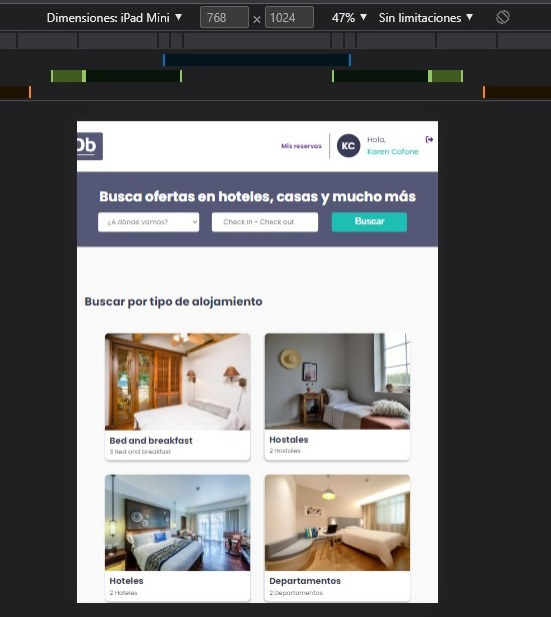 Dimensiones: iPad Mini ▼ 768 × 1024 47% ▼ Sin limitaciones ▼
Db
Mis reservas
KC
Hola,
Karen Cofone
Busca ofertas en hoteles, casas y mucho más
¿A dónde vamos?
Check in - Check out
Buscar
Buscar por tipo de alojamiento
Bed and breakfast
3 Bed and breakfast
Hostales
2 Hostales
Hoteles
2 Hoteles
Departamentos
2 Departamentos